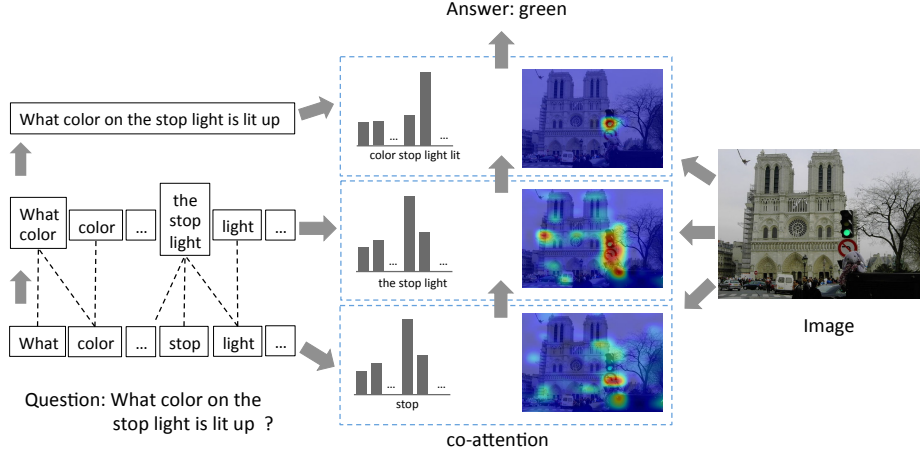 Answer: green
What color on the stop light is lit up
... ...
color stop light lit
What color
color
...
the stop light
light
...
... ...
the stop light
Image
What
color
...
stop
light
...
... ...
stop
Question: What color on the
stop light is lit up ?
co-attention